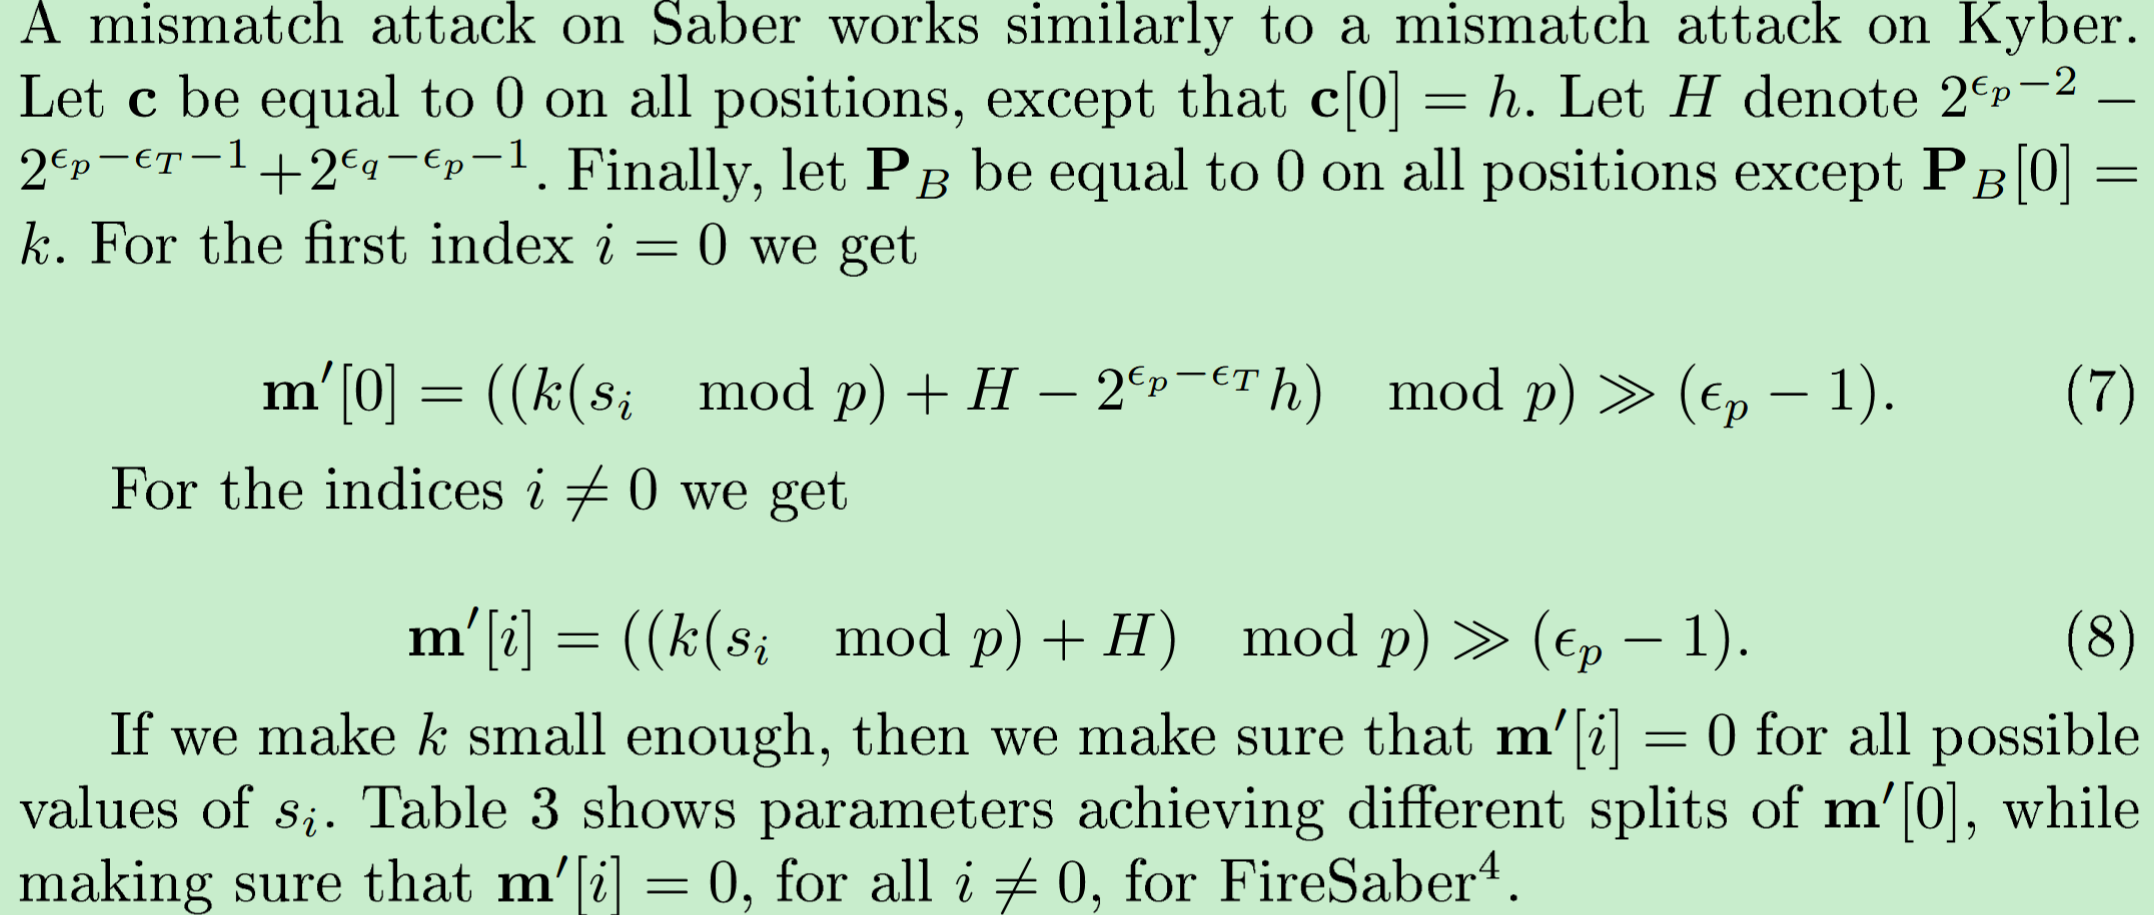 A mismatch attack on Saber works similarly to a mismatch attack on Kyber.
Let **c** be equal to 0 on all positions, except that **c**[0] = h. Let H denote 2^{ϵ_p−2} −
2^{ϵ_p−ϵ_T−1}+2^{ϵ_q−ϵ_p−1}. Finally, let **P**_B be equal to 0 on all positions except **P**_B[0] =
k. For the first index i = 0 we get
**m**′[0] = ((k(s_i mod p) + H − 2^{ϵ_p−ϵ_T} h) mod p) ≫ (ϵ_p − 1). (7)
For the indices i ≠ 0 we get
**m**′[i] = ((k(s_i mod p) + H) mod p) ≫ (ϵ_p − 1). (8)
If we make k small enough, then we make sure that **m**′[i] = 0 for all possible
values of s_i. Table 3 shows parameters achieving different splits of **m**′[0], while
making sure that **m**′[i] = 0, for all i ≠ 0, for FireSaber⁴.